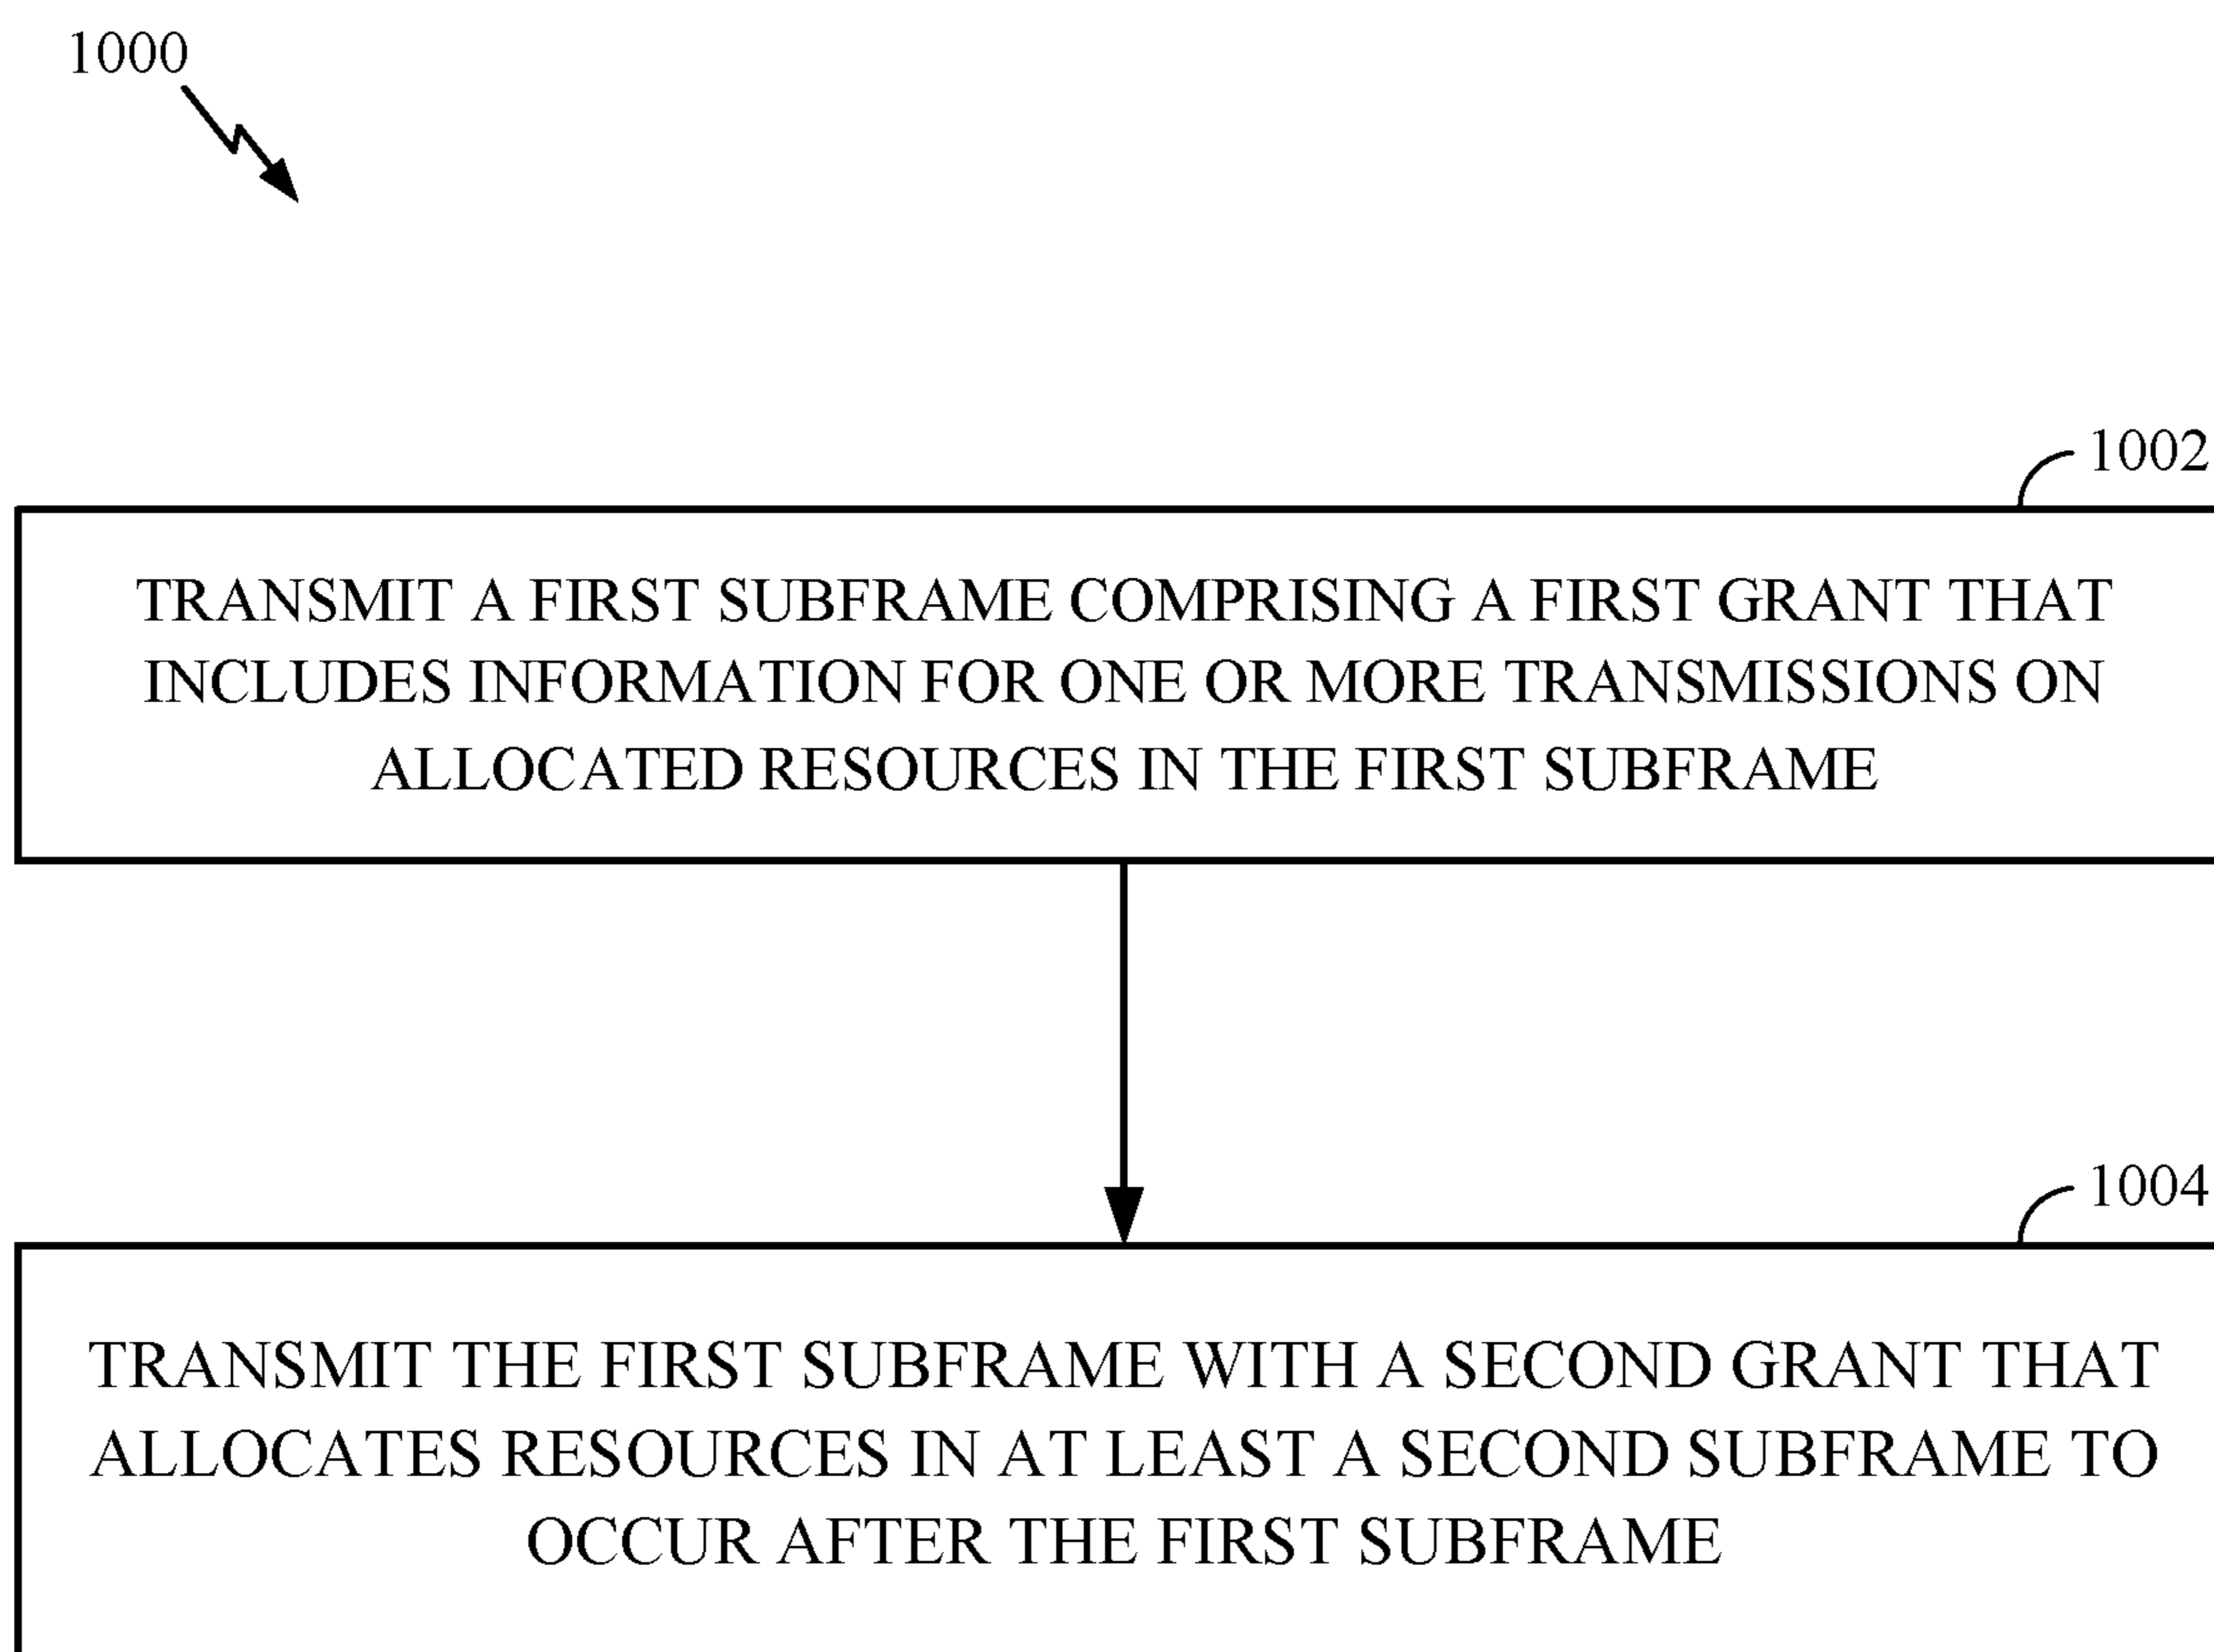 1000
1002
TRANSMIT A FIRST SUBFRAME COMPRISING A FIRST GRANT THAT
INCLUDES INFORMATION FOR ONE OR MORE TRANSMISSIONS ON
ALLOCATED RESOURCES IN THE FIRST SUBFRAME
1004
TRANSMIT THE FIRST SUBFRAME WITH A SECOND GRANT THAT
ALLOCATES RESOURCES IN AT LEAST A SECOND SUBFRAME TO
OCCUR AFTER THE FIRST SUBFRAME